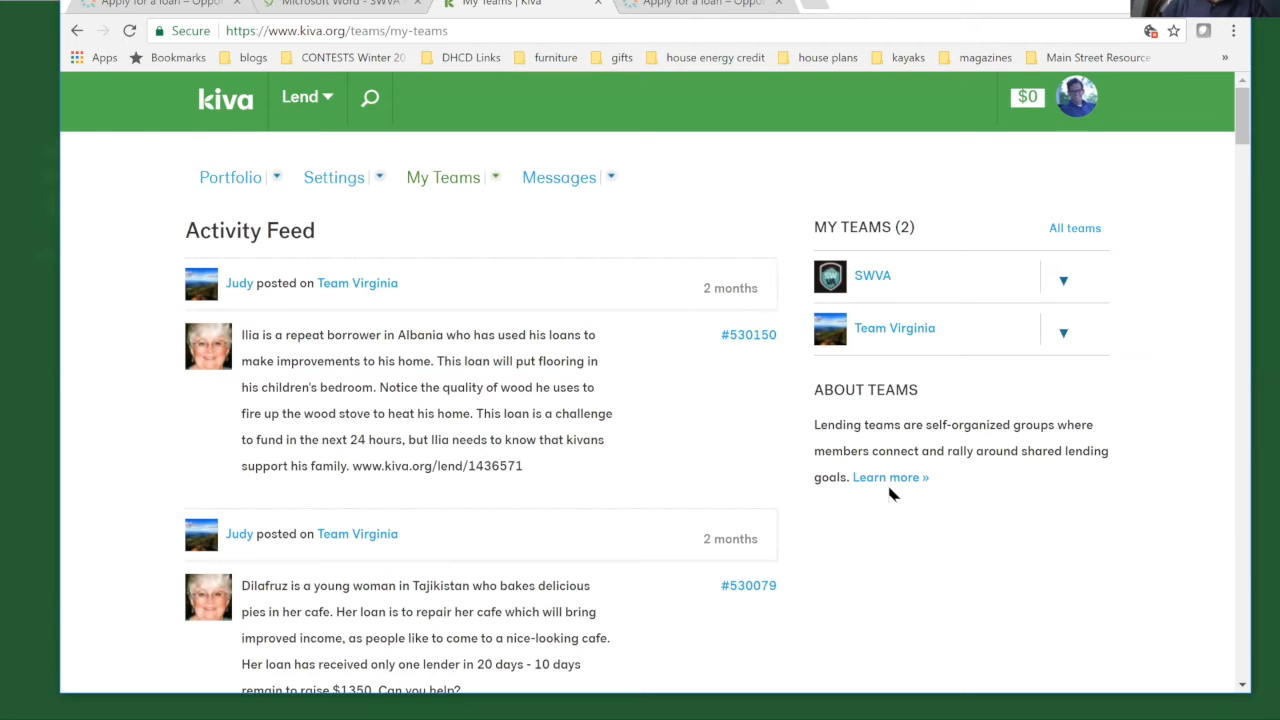 Apply for a loan – Oppo
Microsoft Word - SWVA
My Teams | Kiva
Apply for a loan – Oppo
Secure https://www.kiva.org/teams/my-teams
Apps Bookmarks blogs CONTESTS Winter 20 DHCD Links furniture gifts house energy credit house plans kayaks magazines Main Street Resource »
kiva Lend $0
Portfolio Settings My Teams Messages
Activity Feed
Judy posted on Team Virginia
2 months
Ilia is a repeat borrower in Albania who has used his loans to
make improvements to his home. This loan will put flooring in
his children's bedroom. Notice the quality of wood he uses to
fire up the wood stove to heat his home. This loan is a challenge
to fund in the next 24 hours, but Ilia needs to know that kivans
support his family. www.kiva.org/lend/1436571
#530150
Judy posted on Team Virginia
2 months
Dilafruz is a young woman in Tajikistan who bakes delicious
pies in her cafe. Her loan is to repair her cafe which will bring
improved income, as people like to come to a nice-looking cafe.
Her loan has received only one lender in 20 days - 10 days
remain to raise $1350. Can you help?
#530079
MY TEAMS (2)
All teams
SWVA
Team Virginia
ABOUT TEAMS
Lending teams are self-organized groups where
members connect and rally around shared lending
goals. Learn more »